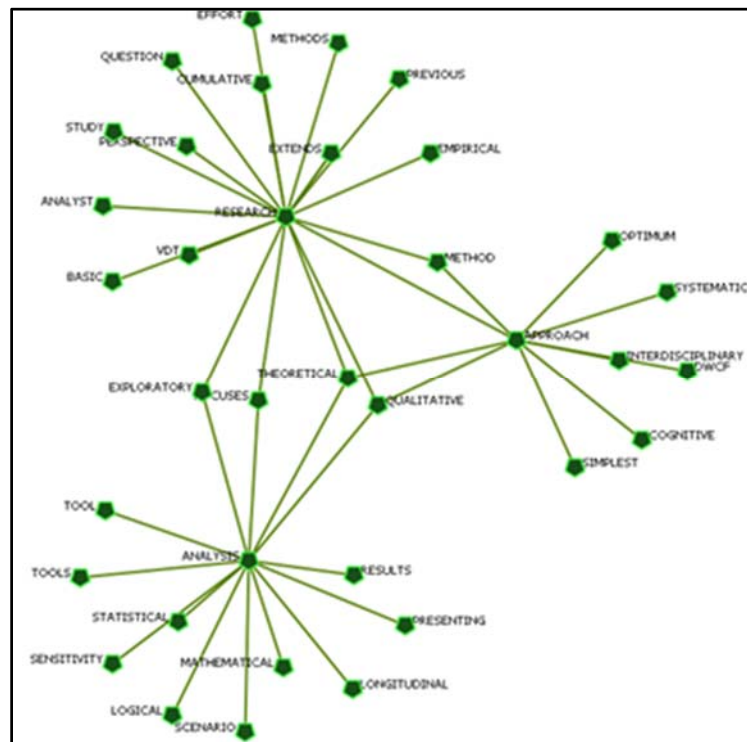 EFFORT
METHODS
QUESTION
CUMULATIVE
PREVIOUS
STUDY
PERSPECTIVE
EXTENDS
EMPIRICAL
ANALYST
RESEARCH
OPTIMUM
VDT
METHOD
BASIC
SYSTEMATIC
APPROACH
INTERDISCIPLINARY
DWCF
THEORETICAL
EXPLORATORY
CUSES
QUALITATIVE
COGNITIVE
SIMPLEST
TOOL
ANALYSIS
TOOLS
RESULTS
STATISTICAL
PRESENTING
SENSITIVITY
MATHEMATICAL
LONGITUDINAL
LOGICAL
SCENARIO